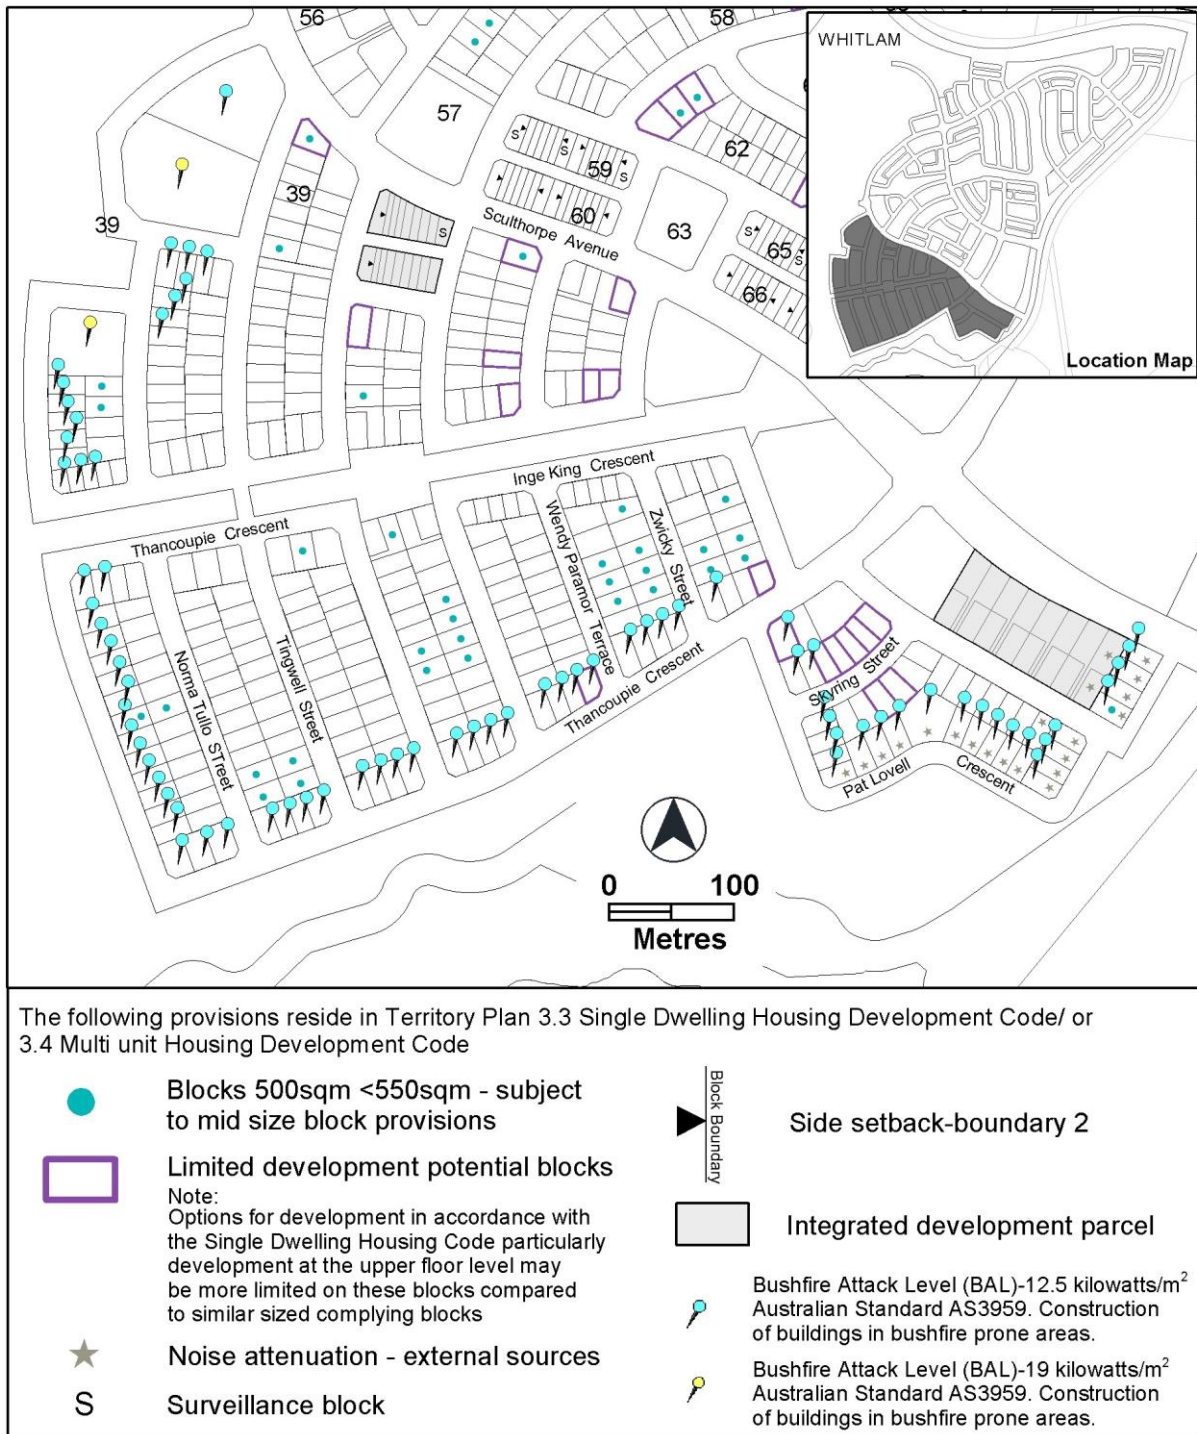 56
58
WHITLAM
57
39
62
59
S
S
S
S
39
60
S
Sculthorpe Avenue
63
65
S
S
66
Location Map
Inge King Crescent
Thancoupie Crescent
Wendy Paramor Terrace
Zwicky Street
Norma Tullo STreet
Tingwell Street
Thancoupie Crescent
Skyring Street
Pat Lovell
Crescent
0 100
Metres
The following provisions reside in Territory Plan 3.3 Single Dwelling Housing Development Code/ or
3.4 Multi unit Housing Development Code
Blocks 500sqm <550sqm - subject
to mid size block provisions
Limited development potential blocks
Note:
Options for development in accordance with
the Single Dwelling Housing Code particularly
development at the upper floor level may
be more limited on these blocks compared
to similar sized complying blocks
Noise attenuation - external sources
S Surveillance block
Block Boundary
Side setback-boundary 2
Integrated development parcel
Bushfire Attack Level (BAL)-12.5 kilowatts/m²
Australian Standard AS3959. Construction
of buildings in bushfire prone areas.
Bushfire Attack Level (BAL)-19 kilowatts/m²
Australian Standard AS3959. Construction
of buildings in bushfire prone areas.